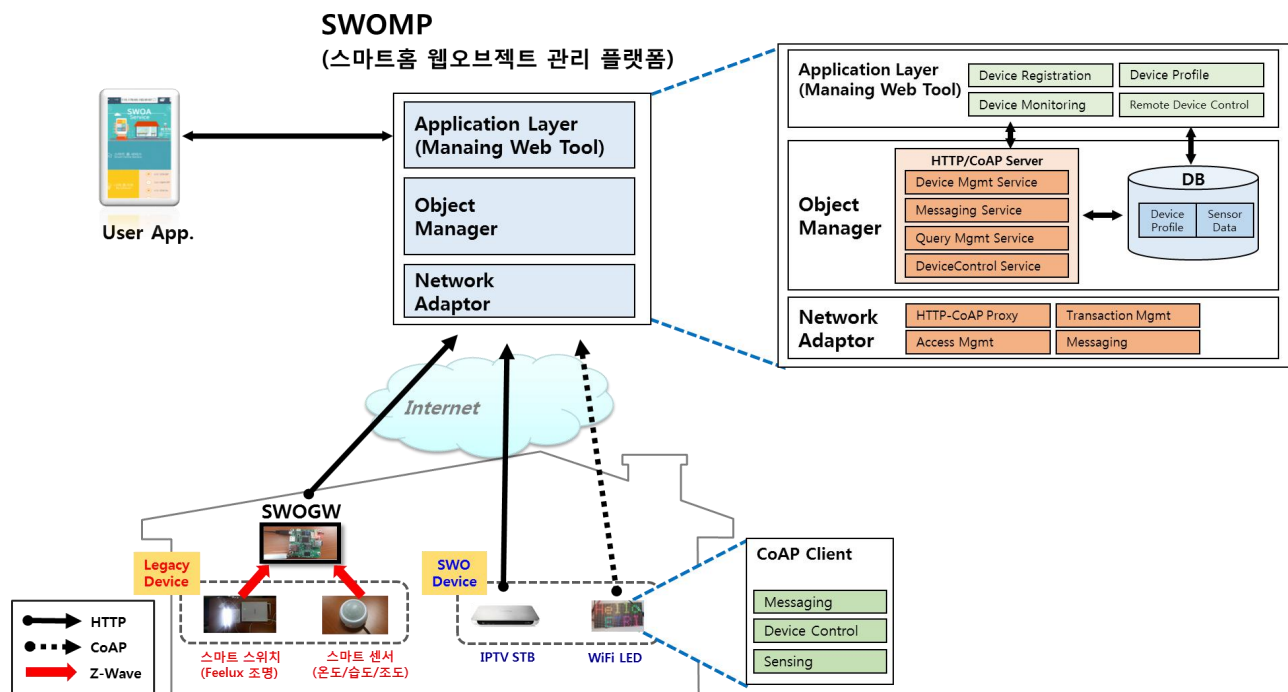 SWOMP
(스마트홈 웹오브젝트 관리 플랫폼)
SWOA
Service
User App.
Application Layer
(Manaing Web Tool)
Object
Manager
Network
Adaptor
Application Layer
(Manaing Web Tool)
Device Registration
Device Profile
Device Monitoring
Remote Device Control
Object
Manager
HTTP/CoAP Server
Device Mgmt Service
Messaging Service
Query Mgmt Service
DeviceControl Service
DB
Device
Profile
Sensor
Data
Network
Adaptor
HTTP-CoAP Proxy
Transaction Mgmt
Access Mgmt
Messaging
Internet
SWOGW
Legacy
Device
스마트 스위치
(Feelux 조명)
스마트 센서
(온도/습도/조도)
SWO
Device
IPTV STB
Hello
WiFi LED
CoAP Client
Messaging
Device Control
Sensing
HTTP
CoAP
Z-Wave